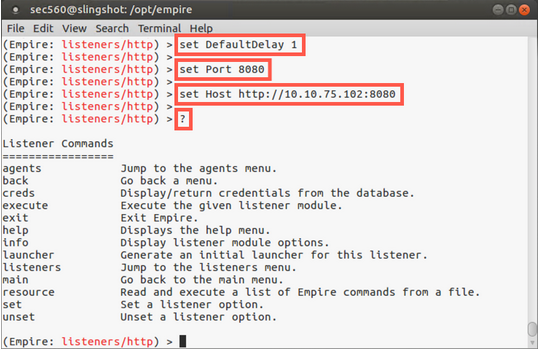 sec560@slingshot: /opt/empire
File Edit View Search Terminal Help
(Empire: listeners/http) > set DefaultDelay 1
(Empire: listeners/http) >
(Empire: listeners/http) > set Port 8080
(Empire: listeners/http) >
(Empire: listeners/http) > set Host http://10.10.75.102:8080
(Empire: listeners/http) >
(Empire: listeners/http) > ?
Listener Commands
=================
agents Jump to the agents menu.
back Go back a menu.
creds Display/return credentials from the database.
execute Execute the given listener module.
exit Exit Empire.
help Displays the help menu.
info Display listener module options.
launcher Generate an initial launcher for this listener.
listeners Jump to the listeners menu.
main Go back to the main menu.
resource Read and execute a list of Empire commands from a file.
set Set a listener option.
unset Unset a listener option.
(Empire: listeners/http) >